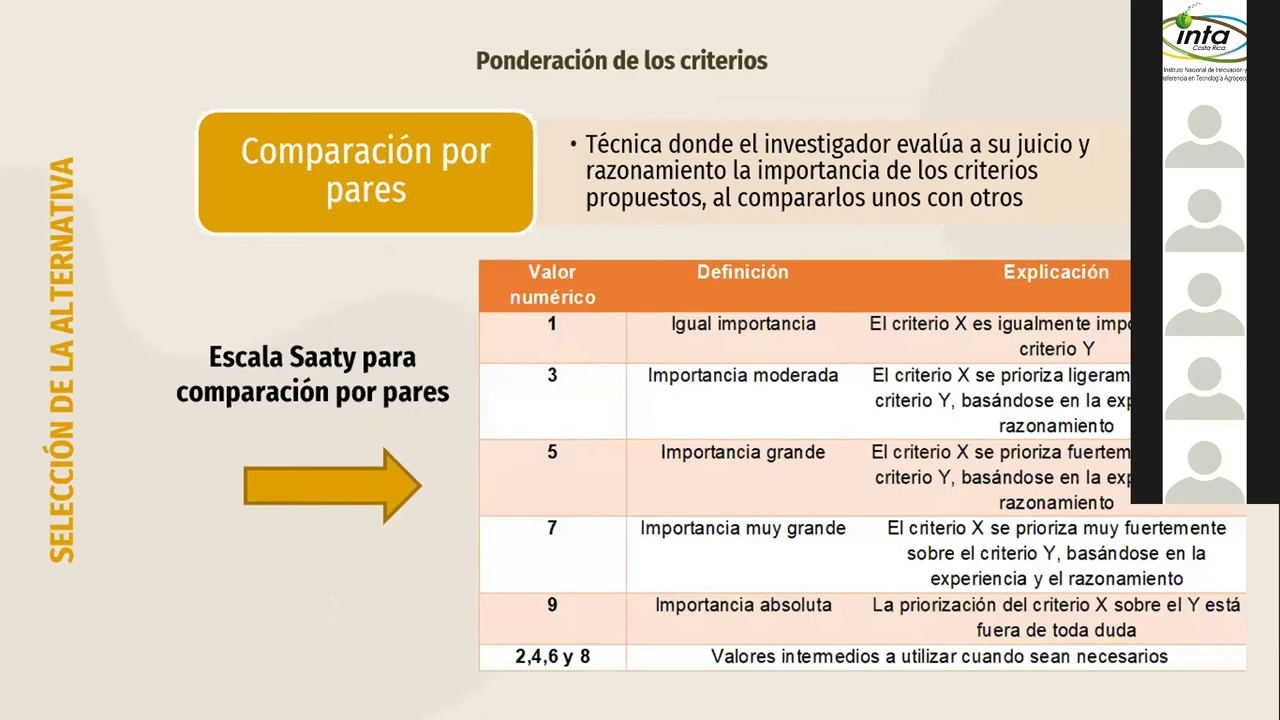 Ponderación de los criterios
inta
Costa Rica
Instituto Nacional de Innovación y
SELECCIÓN DE LA ALTERNATIVA
Comparación por
pares
• Técnica donde el investigador evalúa a su juicio y
razonamiento la importancia de los criterios
propuestos, al compararlos unos con otros
Escala Saaty para
comparación por pares
Valor
numérico
Definición
Explicación
1
Igual importancia
El criterio X es igualmente
criterio Y
3
Importancia moderada
El criterio X se prioriza
criterio Y, basándose en la
razonamiento
5
Importancia grande
El criterio X se prioriza
criterio Y, basándose en la
razonamiento
7
Importancia muy grande
El criterio X se prioriza muy fuertemente
sobre el criterio Y, basándose en la
experiencia y el razonamiento
9
Importancia absoluta
La priorización del criterio X sobre el Y está
fuera de toda duda
2,4,6 y 8
Valores intermedios a utilizar cuando sean necesarios